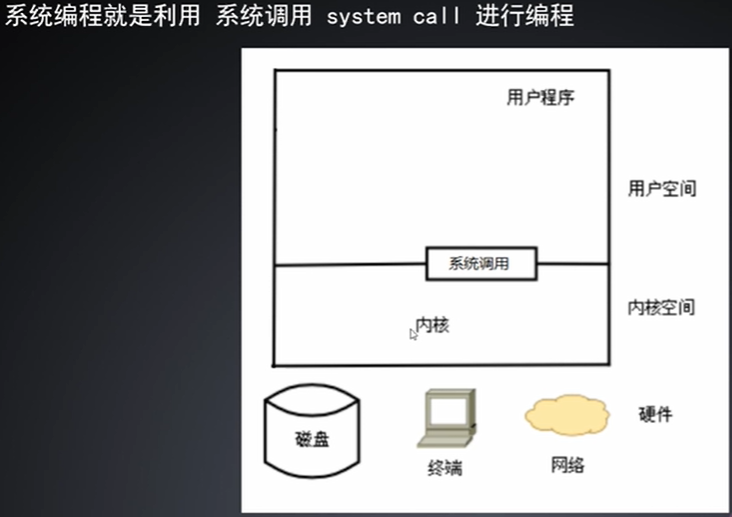 系统编程就是利用 系统调用 system call 进行编程
用户程序
用户空间
系统调用
内核空间
内核
磁盘
终端
网络
硬件